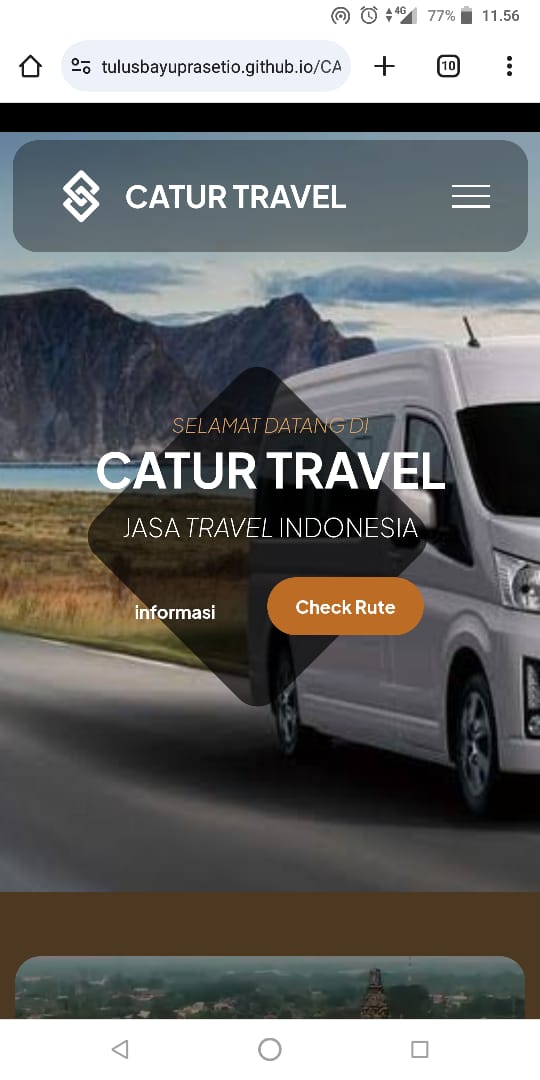 4G 77% 11.56
tulusbayuprasetio.github.io/CA
10
CATUR TRAVEL
SELAMAT DATANG DI
CATUR TRAVEL
JASA TRAVEL INDONESIA
informasi
Check Rute